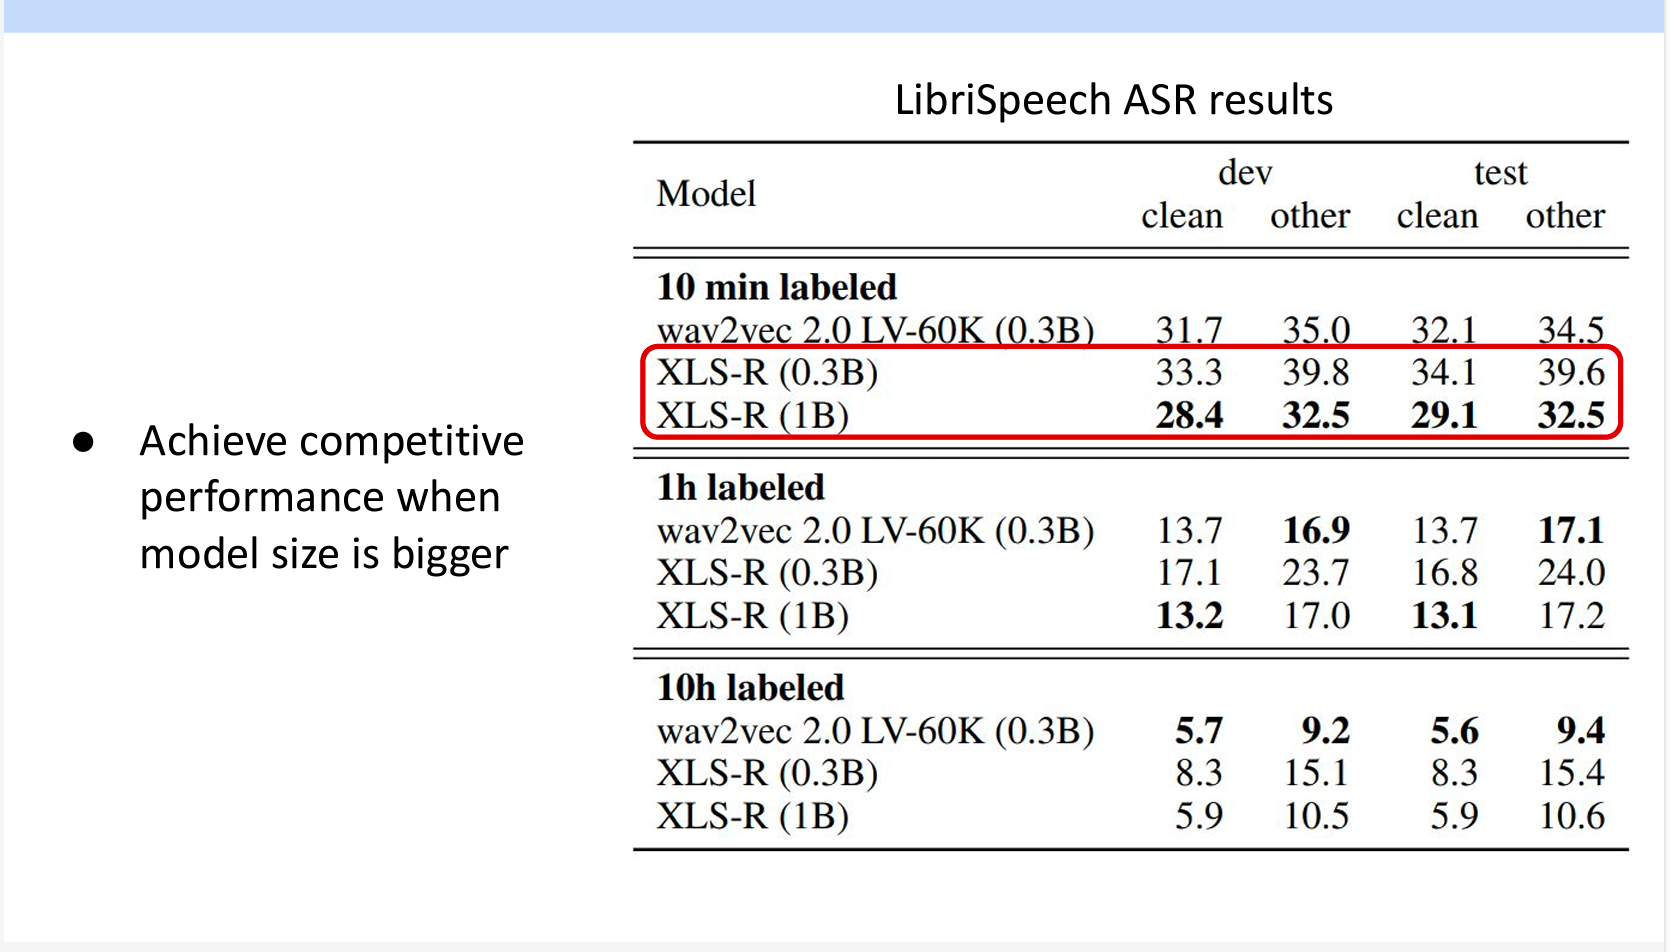 LibriSpeech ASR results
● Achieve competitive
performance when
model size is bigger
Model dev test
clean other clean other
10 min labeled
wav2vec 2.0 LV-60K (0.3B) 31.7 35.0 32.1 34.5
XLS-R (0.3B) 33.3 39.8 34.1 39.6
XLS-R (1B) 28.4 32.5 29.1 32.5
1h labeled
wav2vec 2.0 LV-60K (0.3B) 13.7 16.9 13.7 17.1
XLS-R (0.3B) 17.1 23.7 16.8 24.0
XLS-R (1B) 13.2 17.0 13.1 17.2
10h labeled
wav2vec 2.0 LV-60K (0.3B) 5.7 9.2 5.6 9.4
XLS-R (0.3B) 8.3 15.1 8.3 15.4
XLS-R (1B) 5.9 10.5 5.9 10.6